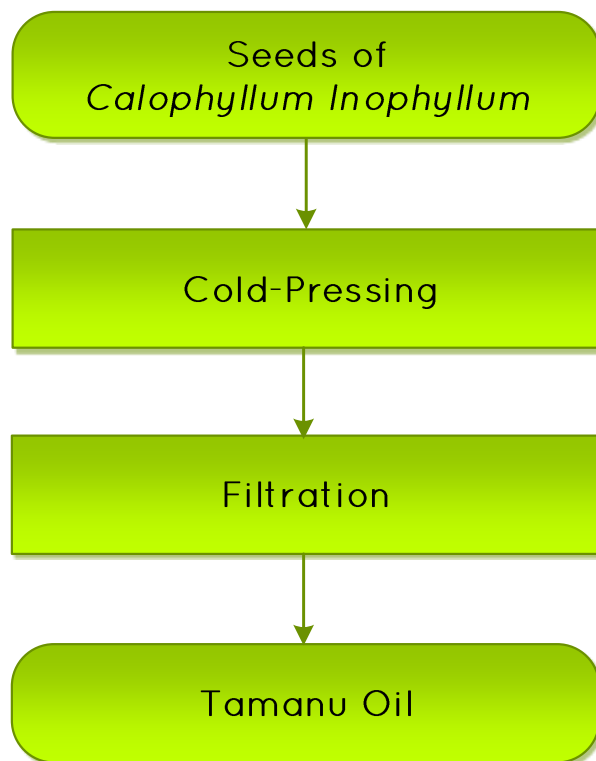 Seeds of
Calophyllum Inophyllum
Cold-Pressing
Filtration
Tamanu Oil